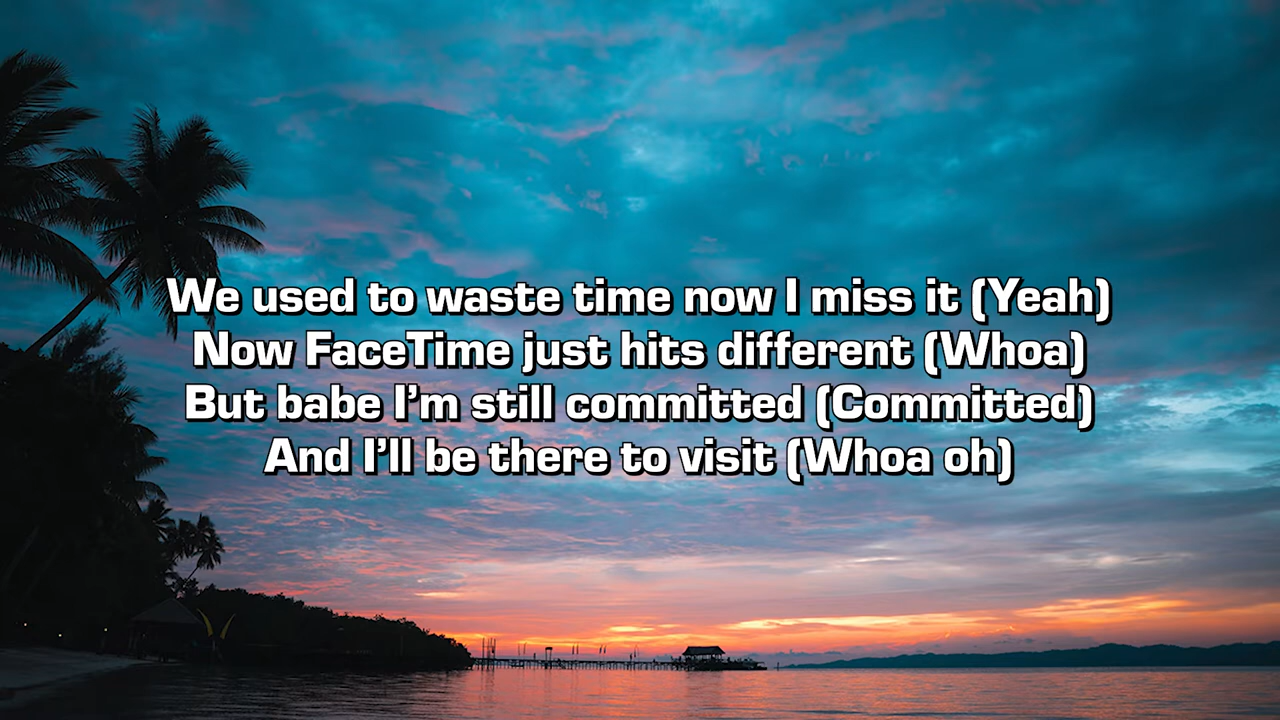 We used to waste time now I miss it (Yeah)
Now FaceTime just hits different (Whoa)
But babe I’m still committed (Committed)
And I’ll be there to visit (Whoa oh)